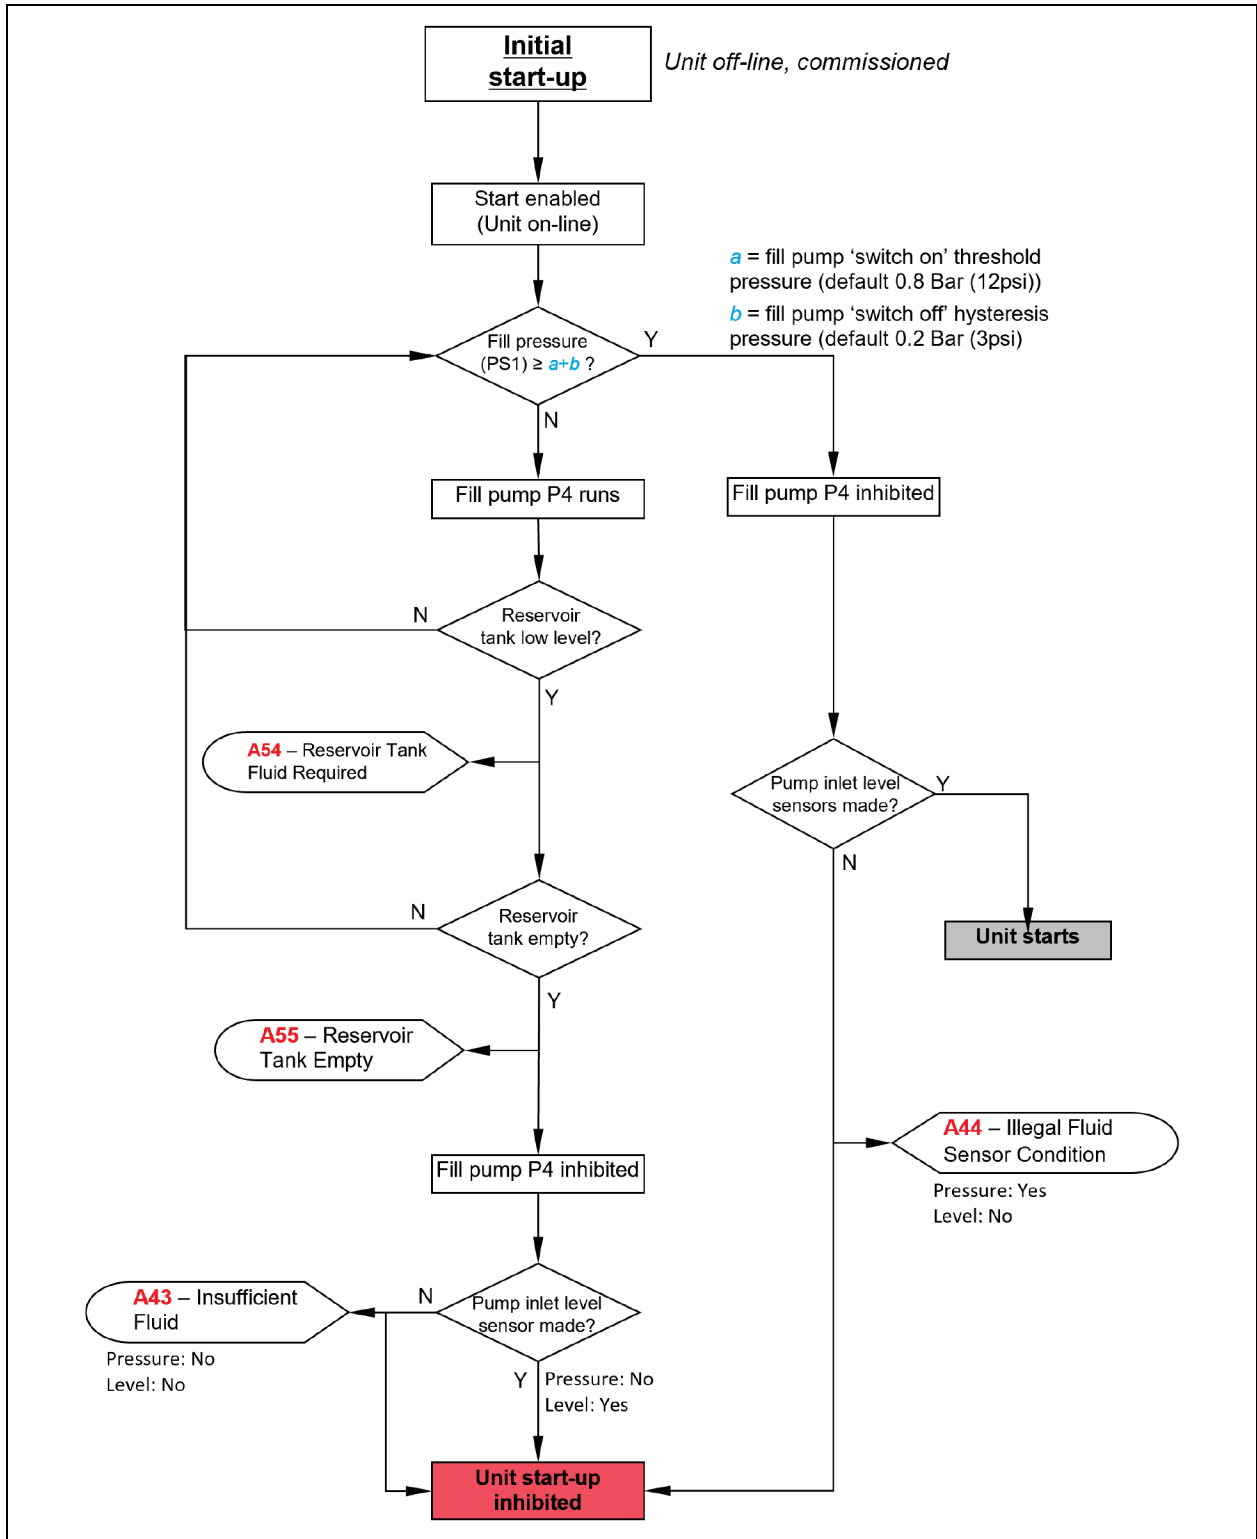 Initial
start-up
Unit off-line, commissioned
Start enabled
(Unit on-line)
a = fill pump ‘switch on’ threshold
pressure (default 0.8 Bar (12psi))
b = fill pump ‘switch off’ hysteresis
pressure (default 0.2 Bar (3psi)
Fill pressure
(PS1) ≥ a+b ?
Y
N
Fill pump P4 runs
Fill pump P4 inhibited
N
Reservoir
tank low level?
Y
A54 – Reservoir Tank
Fluid Required
Pump inlet level
sensors made?
Y
N
N
Reservoir
tank empty?
Unit starts
Y
A55 – Reservoir
Tank Empty
A44 – Illegal Fluid
Sensor Condition
Pressure: Yes
Level: No
Fill pump P4 inhibited
A43 – Insufficient
Fluid
Pressure: No
Level: No
N
Pump inlet level
sensor made?
Y
Pressure: No
Level: Yes
Unit start-up
inhibited